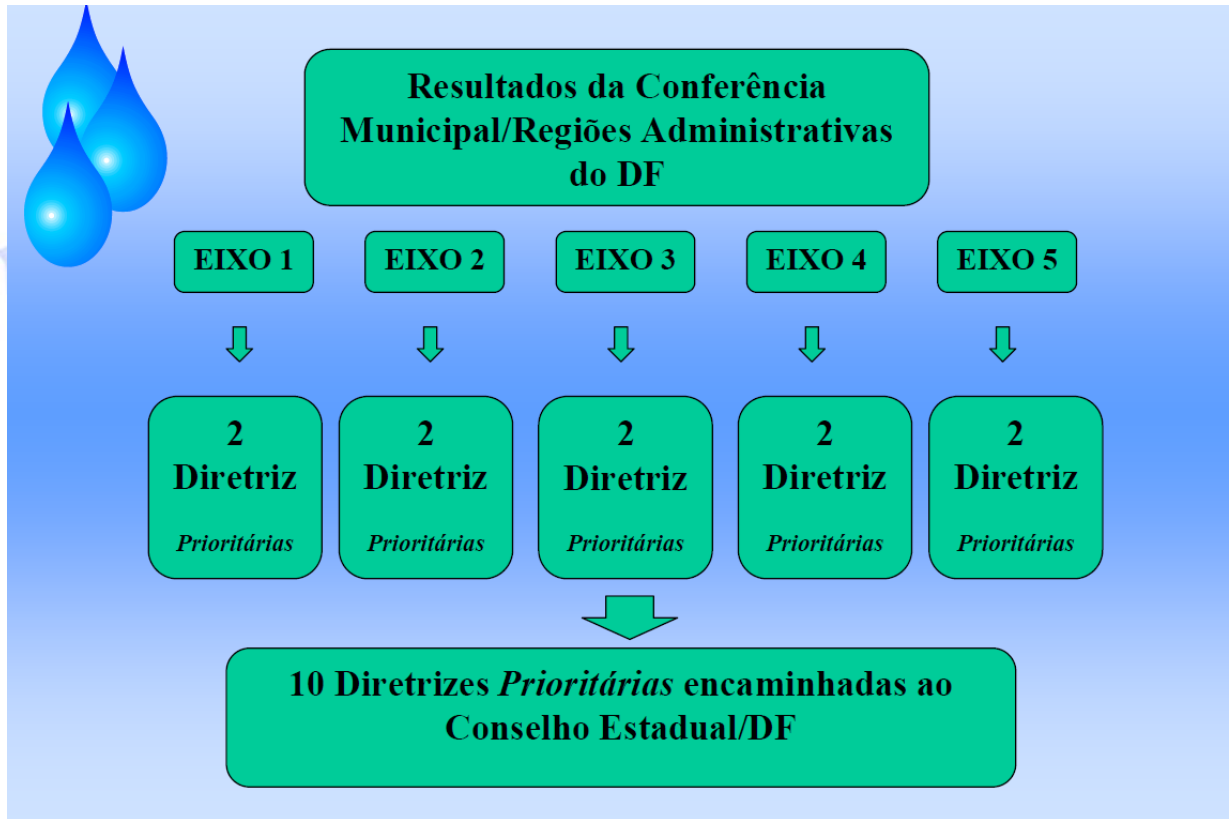 Resultados da Conferência
Municipal/Regiões Administrativas
do DF
EIXO 1
EIXO 2
EIXO 3
EIXO 4
EIXO 5
2
Diretriz
Prioritárias
2
Diretriz
Prioritárias
2
Diretriz
Prioritárias
2
Diretriz
Prioritárias
2
Diretriz
Prioritárias
10 Diretrizes Prioritárias encaminhadas ao
Conselho Estadual/DF